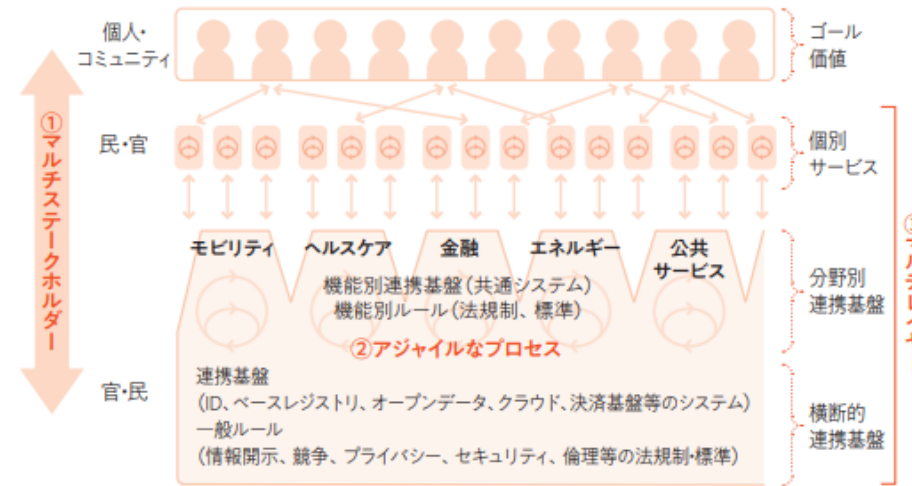 個人・
コミュニティ
ゴール
価値
①マルチステークホルダー
民・官
個別
サービス
モビリティ
ヘルスケア
金融
エネルギー
公共
サービス
機能別連携基盤(共通システム)
機能別ルール(法規制、標準)
分野別
連携基盤
②アジャイルなプロセス
官・民
連携基盤
(ID、ベースレジストリ、オープンデータ、クラウド、決済基盤等のシステム)
一般ルール
(情報開示、競争、プライバシー、セキュリティ、倫理等の法規制・標準)
横断的
連携基盤